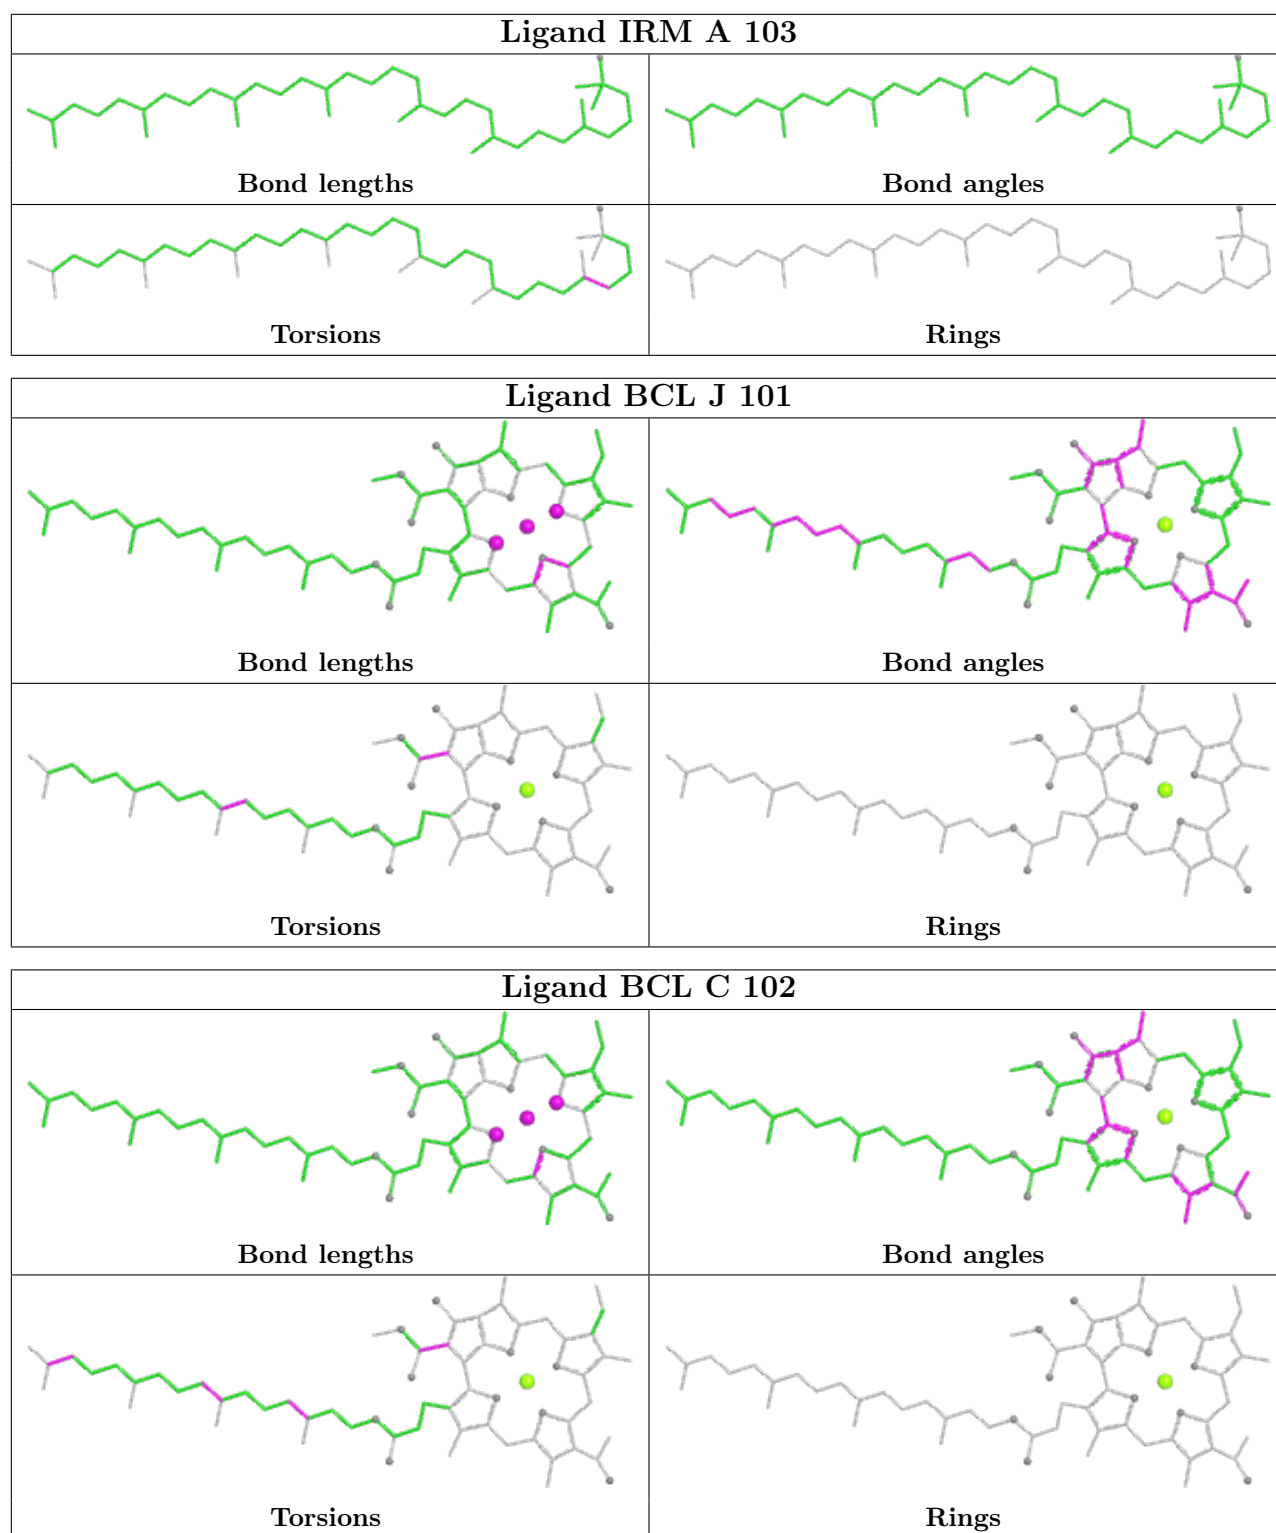 Ligand IRM A 103
Bond lengths
Bond angles
Torsions
Rings
Ligand BCL J 101
Bond lengths
Bond angles
Torsions
Rings
Ligand BCL C 102
Bond lengths
Bond angles
Torsions
Rings